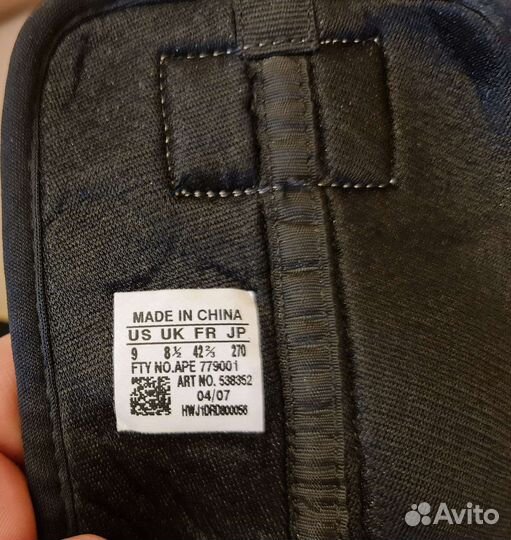 MADE IN CHINA
US UK FR JP
9 8½ 42⅔ 270
FTY NO.APE 779001
ART NO. 538352
04/07
HWJ1DRD800056
Avito